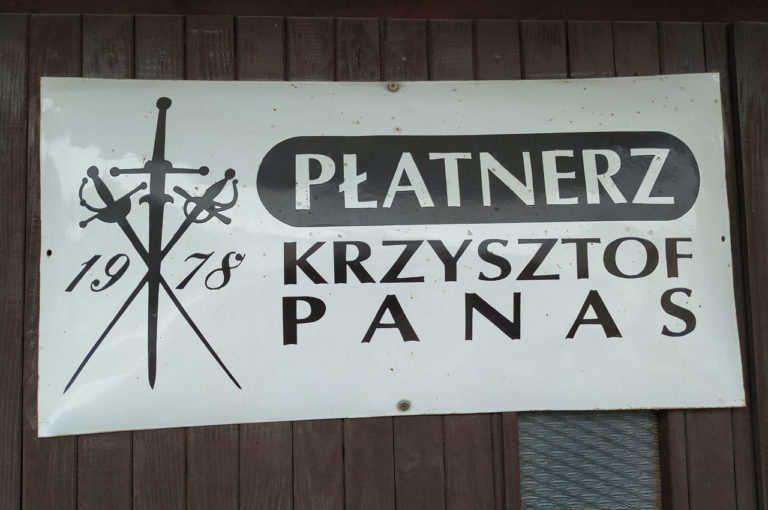 PŁATNERZ
KRZYSZTOF
PANAS
19 78